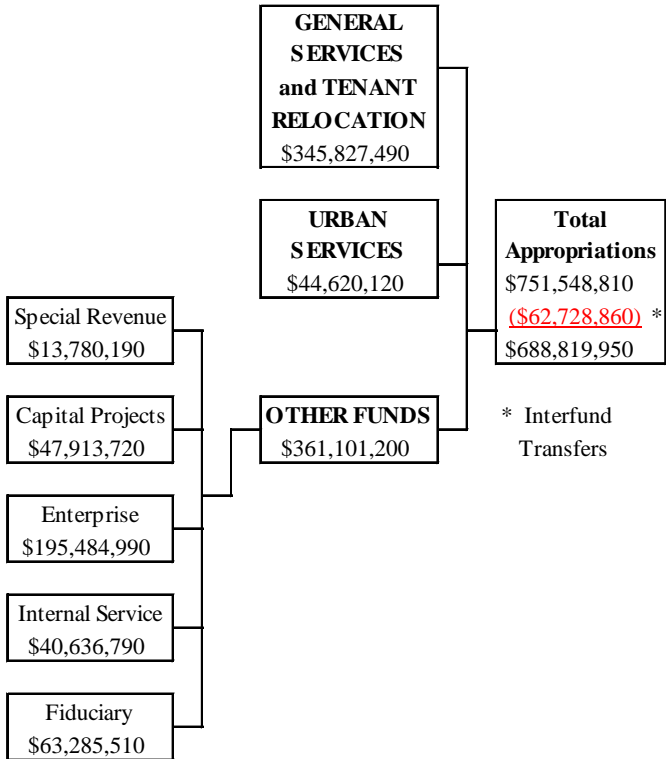 GENERAL
SERVICES
and TENANT
RELOCATION
$345,827,490
URBAN
SERVICES
$44,620,120
Total
Appropriations
$751,548,810
($62,728,860) *
$688,819,950
Special Revenue
$13,780,190
Capital Projects
$47,913,720
OTHER FUNDS
$361,101,200
* Interfund
Transfers
Enterprise
$195,484,990
Internal Service
$40,636,790
Fiduciary
$63,285,510